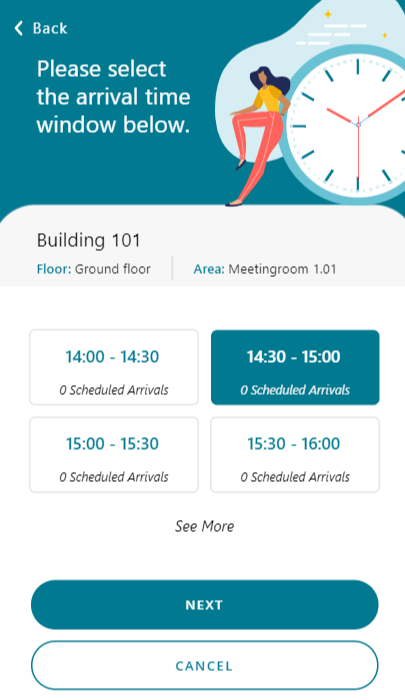 Back
Please select
the arrival time
window below.
Building 101
Floor: Ground floor
Area: Meetingroom 1.01
14:00 - 14:30
0 Scheduled Arrivals
14:30 - 15:00
0 Scheduled Arrivals
15:00 - 15:30
0 Scheduled Arrivals
15:30 - 16:00
0 Scheduled Arrivals
See More
NEXT
CANCEL